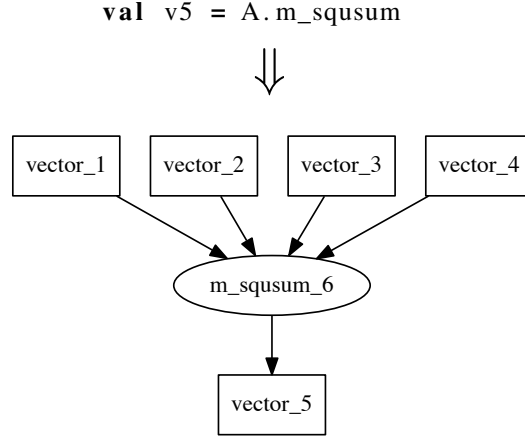 val v5 = A.m_squsum
vector_1 vector_2 vector_3 vector_4
m_squsum_6
vector_5